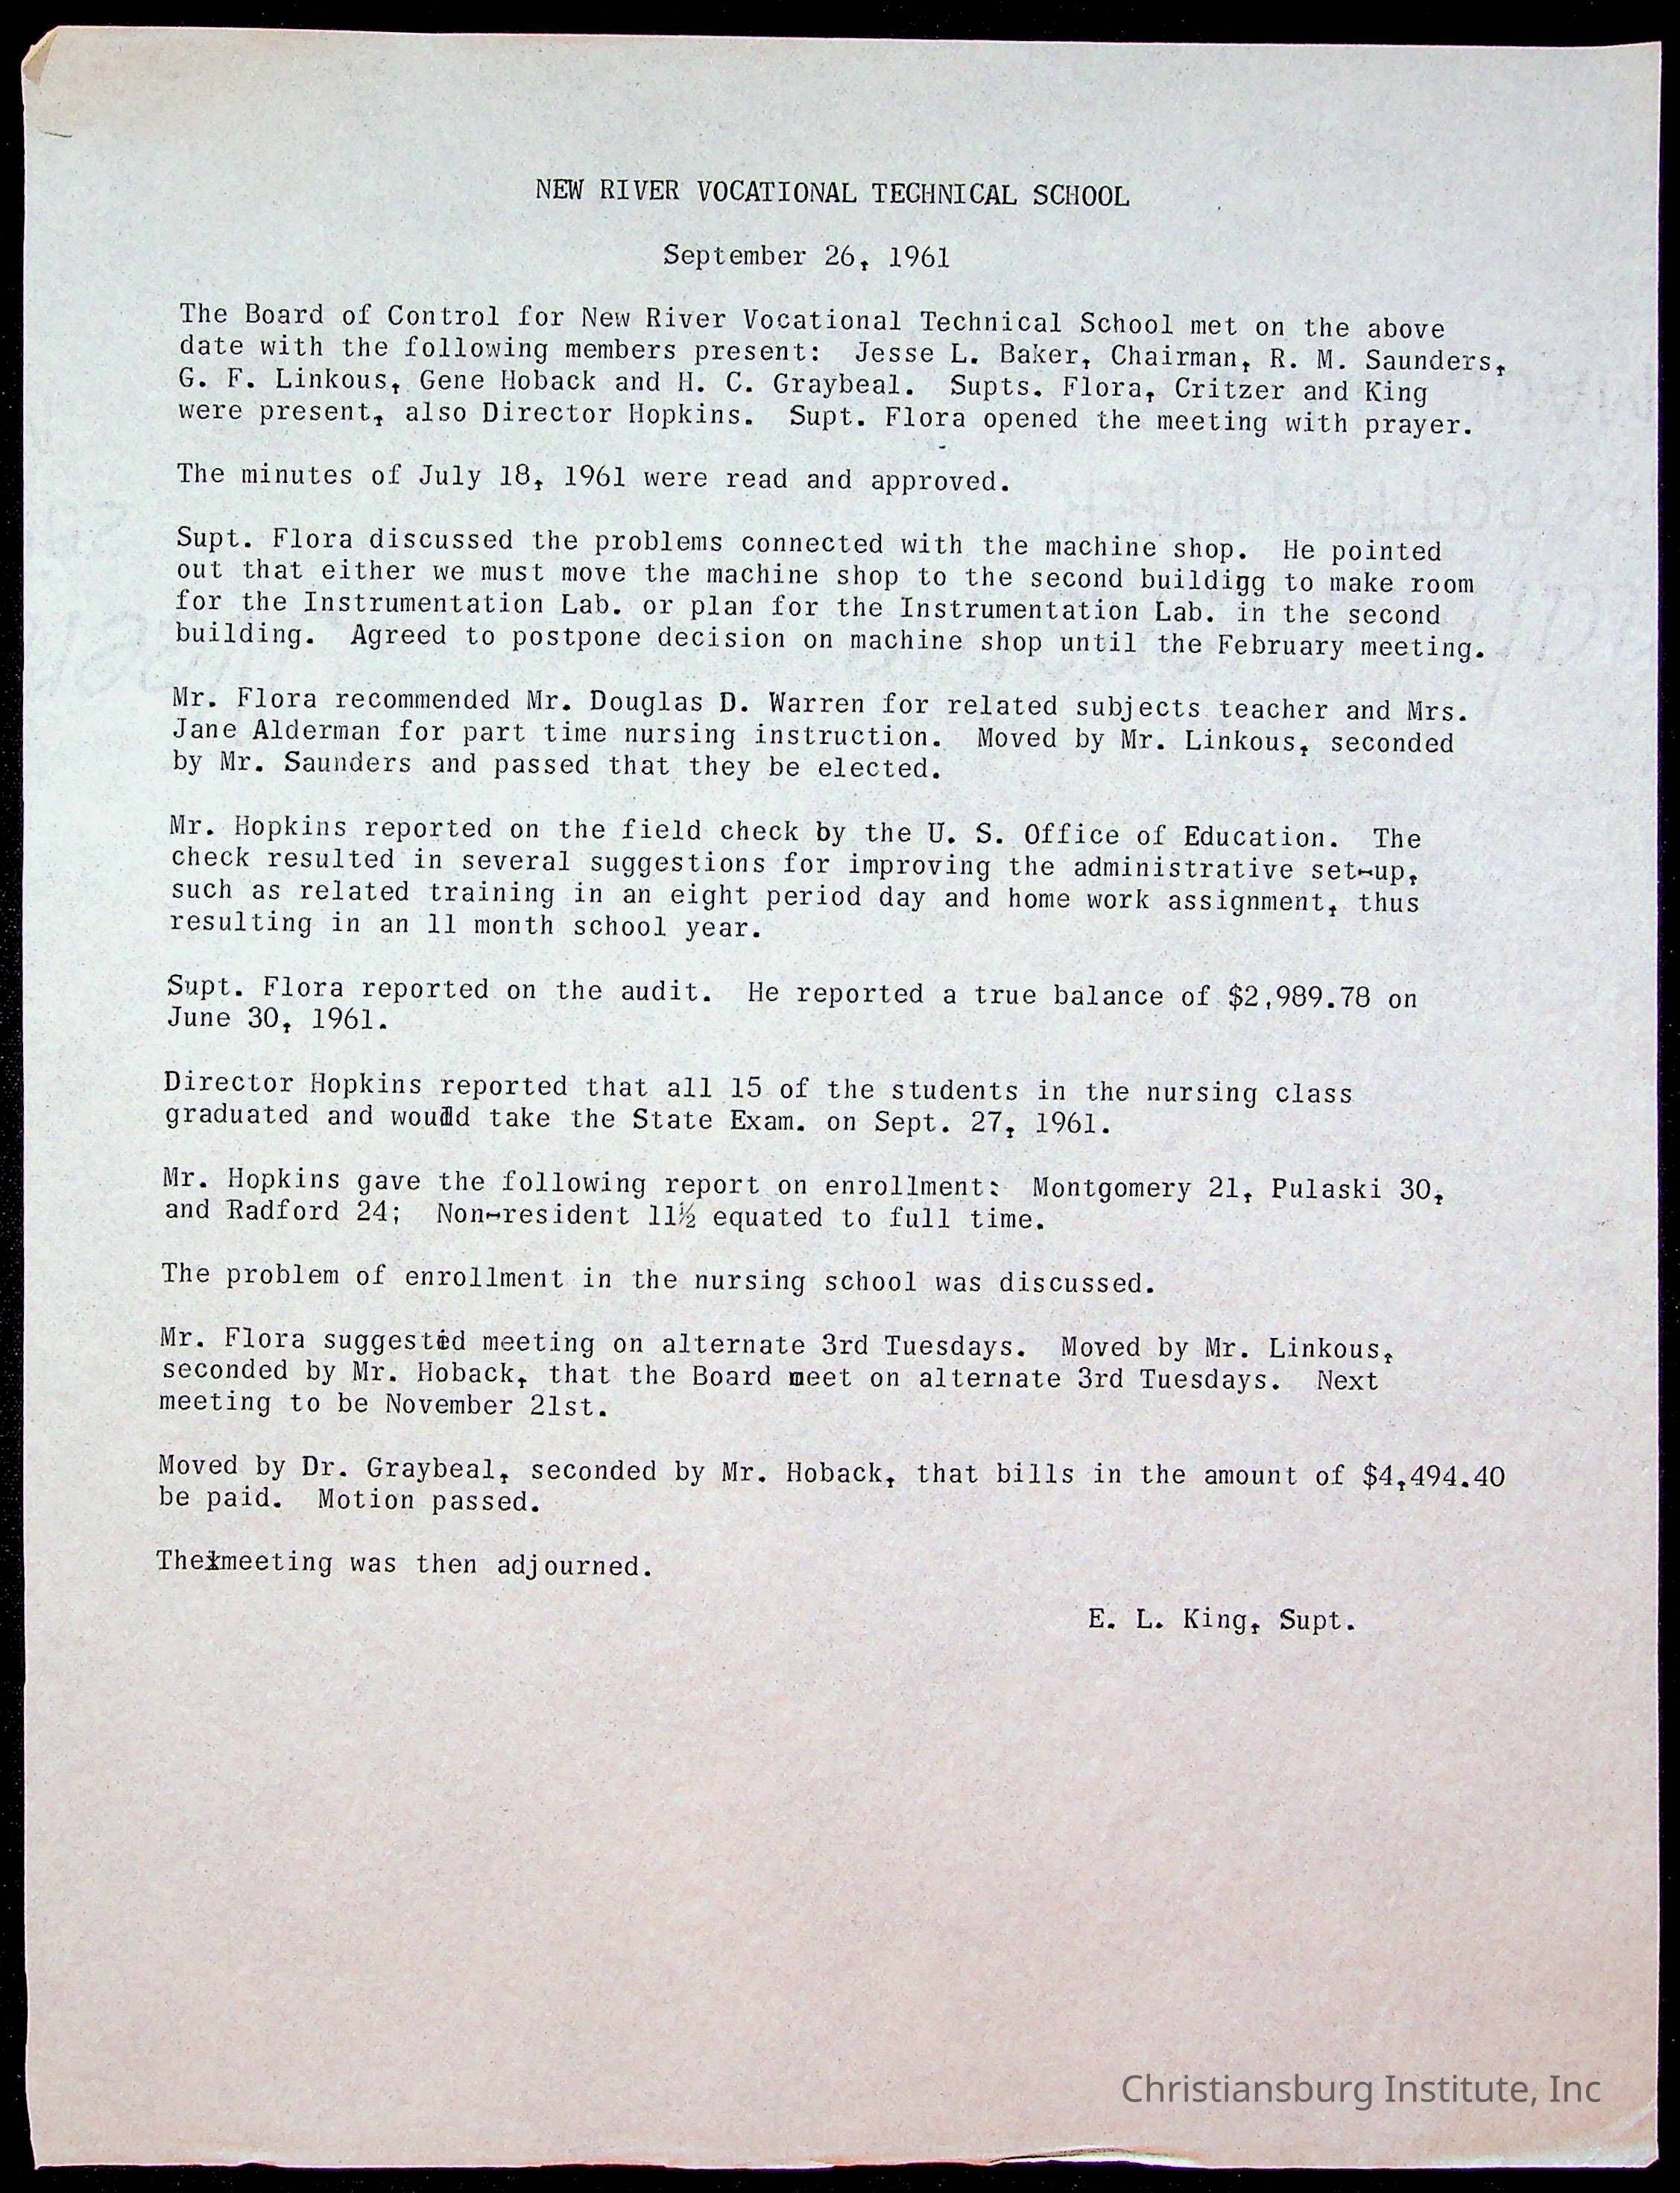 NEW RIVER VOCATIONAL TECHNICAL SCHOOL
September 26, 1961
The Board of Control for New River Vocational Technical School met on the above
date with the following members present:  Jesse L. Baker, Chairman, R. M. Saunders,
G. F. Linkous, Gene Hoback and H. C. Graybeal.  Supts. Flora, Critzer and King
were present, also Director Hopkins.  Supt. Flora opened the meeting with prayer.
The minutes of July 18, 1961 were read and approved.
Supt. Flora discussed the problems connected with the machine shop.  He pointed
out that either we must move the machine shop to the second buildigg to make room
for the Instrumentation Lab. or plan for the Instrumentation Lab. in the second
building.  Agreed to postpone decision on machine shop until the February meeting.
Mr. Flora recommended Mr. Douglas D. Warren for related subjects teacher and Mrs.
Jane Alderman for part time nursing instruction.  Moved by Mr. Linkous, seconded
by Mr. Saunders and passed that they be elected.
Mr. Hopkins reported on the field check by the U. S. Office of Education.  The
check resulted in several suggestions for improving the administrative set-up,
such as related training in an eight period day and home work assignment, thus
resulting in an 11 month school year.
Supt. Flora reported on the audit.  He reported a true balance of $2,989.78 on
June 30, 1961.
Director Hopkins reported that all 15 of the students in the nursing class
graduated and would take the State Exam. on Sept. 27, 1961.
Mr. Hopkins gave the following report on enrollment:  Montgomery 21, Pulaski 30,
and Radford 24;  Non-resident 11½ equated to full time.
The problem of enrollment in the nursing school was discussed.
Mr. Flora suggested meeting on alternate 3rd Tuesdays.  Moved by Mr. Linkous,
seconded by Mr. Hoback, that the Board meet on alternate 3rd Tuesdays.  Next
meeting to be November 21st.
Moved by Dr. Graybeal, seconded by Mr. Hoback, that bills in the amount of $4,494.40
be paid.  Motion passed.
Thexmeeting was then adjourned.
E. L. King, Supt.
Christiansburg Institute, Inc